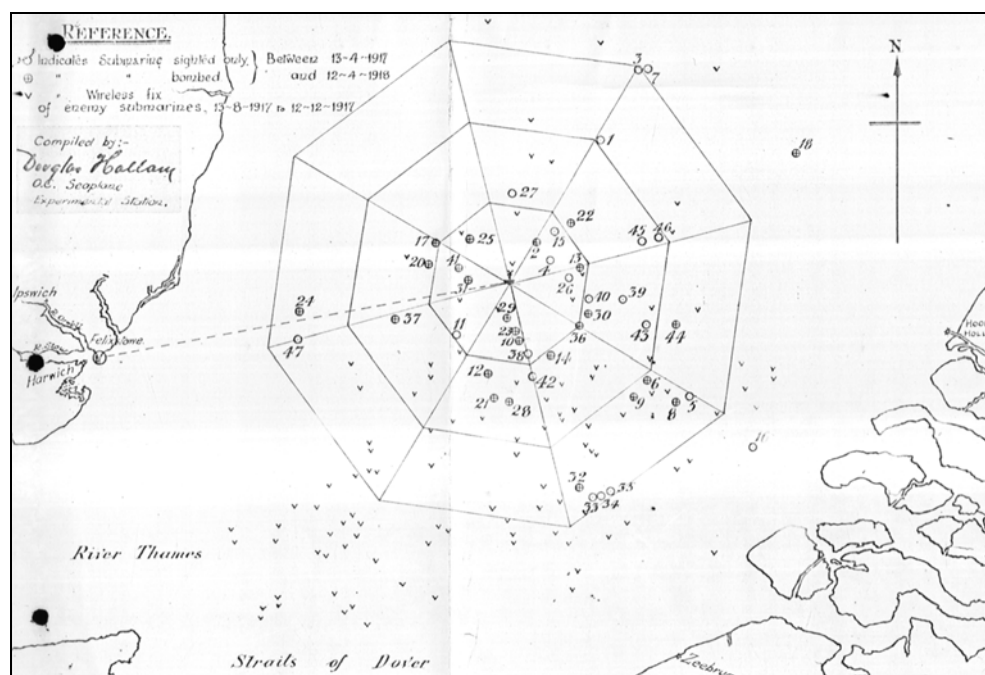 REFERENCE.
Indicates Submarine sighted only, } Between 13-4-1917
" " bombed } and 12-4-1918
v " Wireless fix
of enemy submarines, 13-8-1917 to 12-12-1917
Compiled by:-
Douglas Hallam
O.C. Seaplane
Experimental Station.
N
3 7
1
18
27
22
17 25 2 15 45 46
20 41 4 13
31 26
24 29 40 39
37 30
23
47 11 10 36 43 44
38 14
12 42 6
21 28 9 8 5
16
32
33 34 35
Ipswich
Felixstowe.
Harwich
River Thames
Straits of Dover